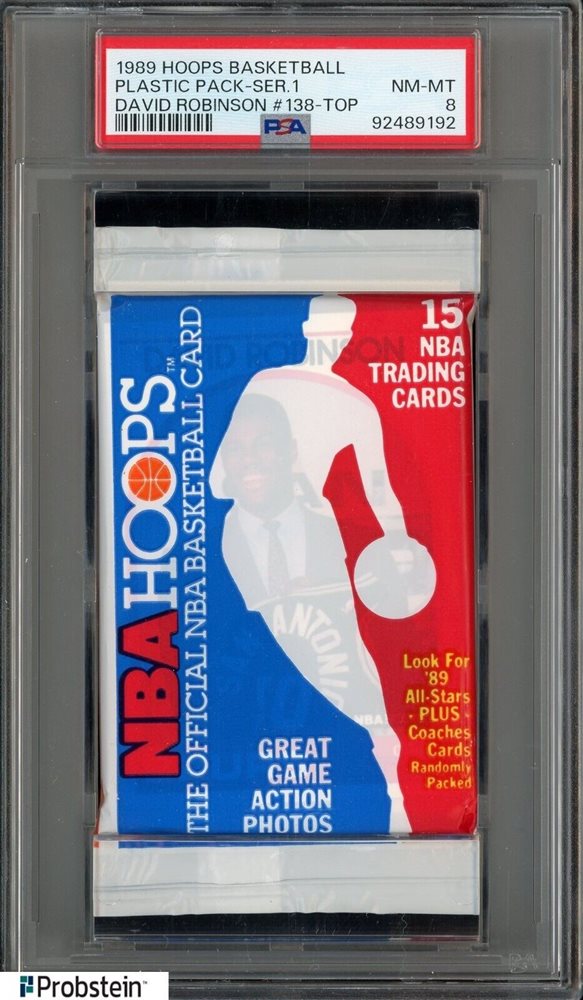 1989 HOOPS BASKETBALL
PLASTIC PACK-SER.1 NM-MT
DAVID ROBINSON #138-TOP 8
PSA 92489192
15
NBA
TRADING
CARDS
DAVID ROBINSON
NBA HOOPS™
THE OFFICIAL NBA BASKETBALL CARD
ANTONIO
NBA
Look For
'89
All-Stars
· PLUS ·
Coaches
Cards
Randomly
Packed
GREAT
GAME
ACTION
PHOTOS
Probstein™